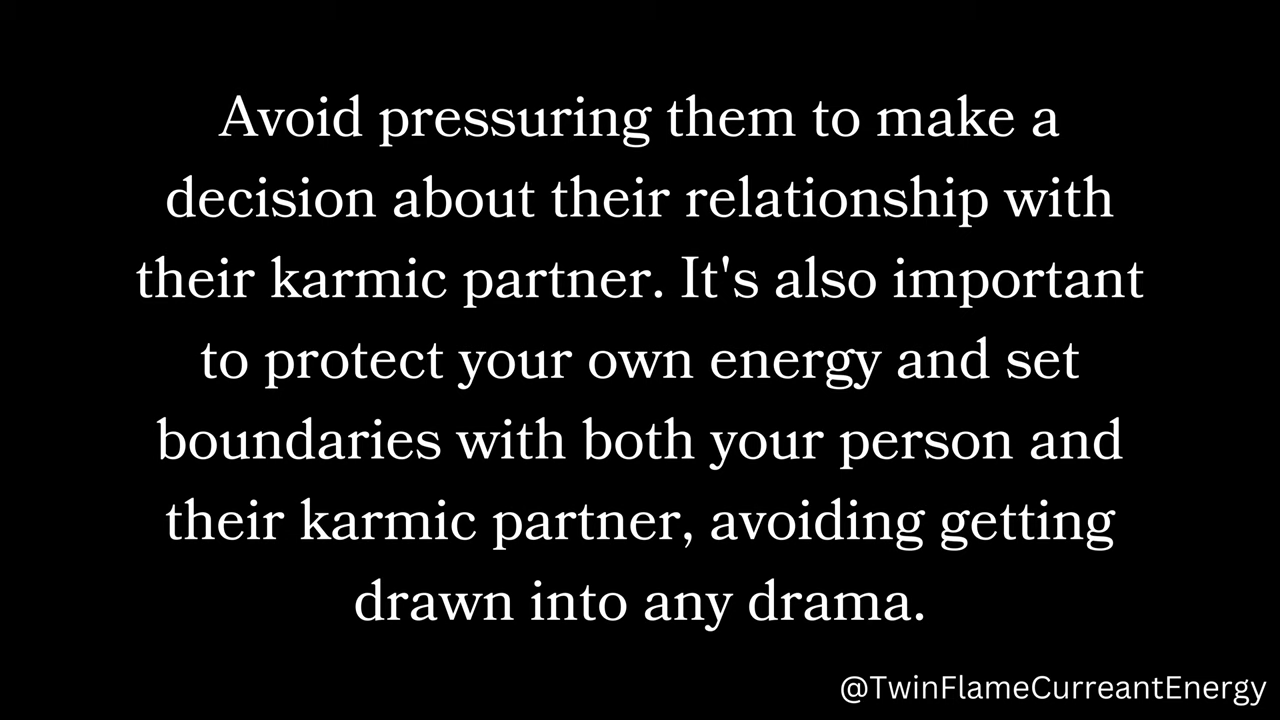 Avoid pressuring them to make a
decision about their relationship with
their karmic partner. It's also important
to protect your own energy and set
boundaries with both your person and
their karmic partner, avoiding getting
drawn into any drama.
@TwinFlameCurreantEnergy